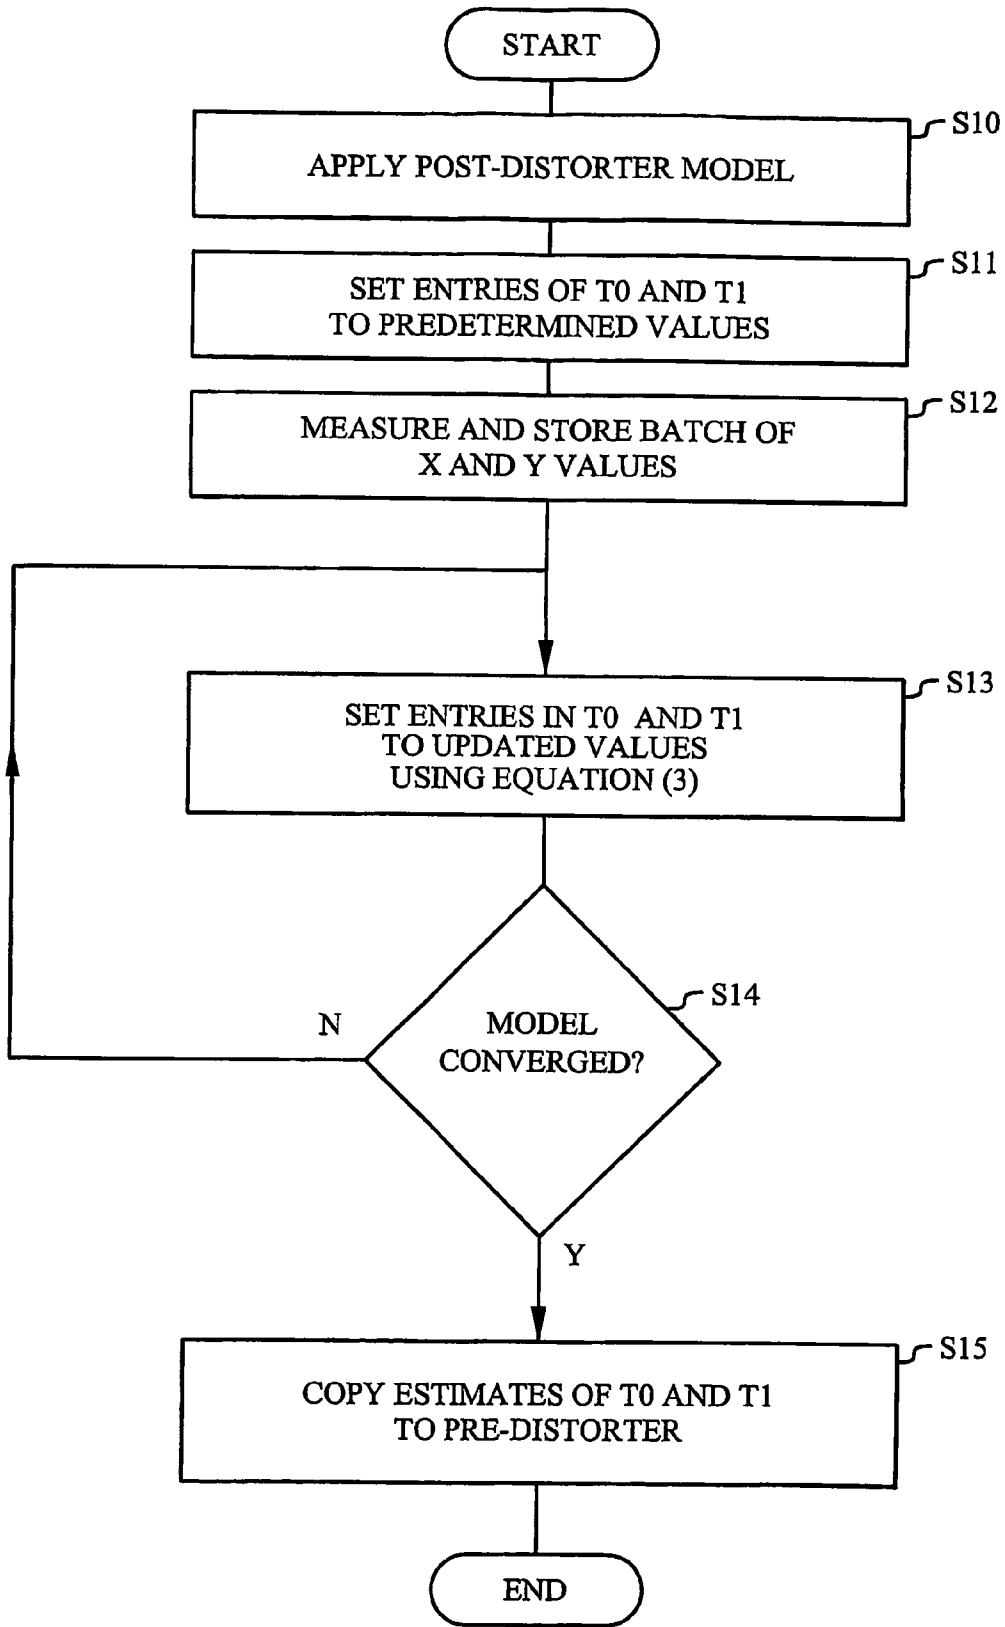 START
S10
APPLY POST-DISTORTER MODEL
S11
SET ENTRIES OF T0 AND T1
TO PREDETERMINED VALUES
S12
MEASURE AND STORE BATCH OF
X AND Y VALUES
S13
SET ENTRIES IN T0 AND T1
TO UPDATED VALUES
USING EQUATION (3)
S14
N
MODEL
CONVERGED?
Y
S15
COPY ESTIMATES OF T0 AND T1
TO PRE-DISTORTER
END